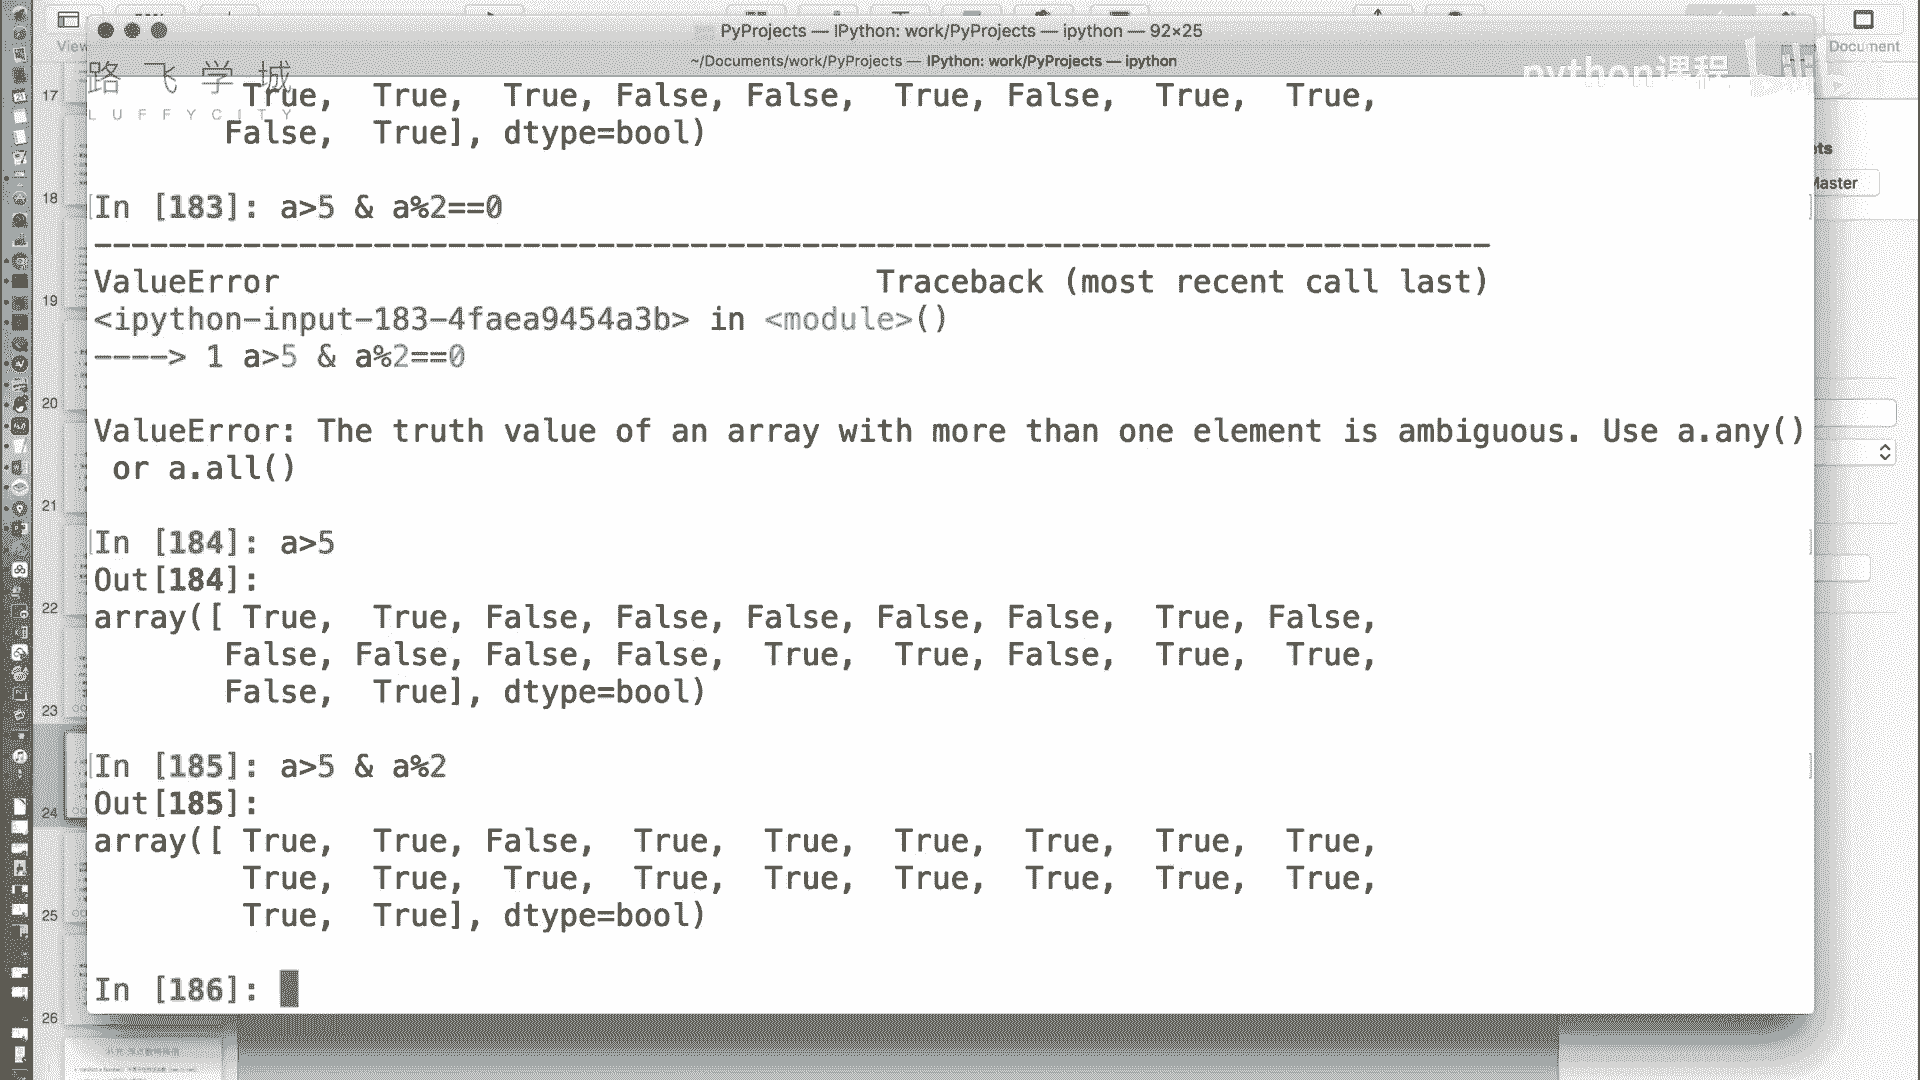 View
Document
PyProjects — IPython: work/PyProjects — ipython — 92×25
~/Documents/work/PyProjects — IPython: work/PyProjects — ipython
路飞学城
LUFFYCITY
python课程
17
18
19
20
21
22
23
24
25
26
Master
True, True, True, False, False, True, False, True, True,
False, True], dtype=bool)
In [183]: a>5 & a%2==0
---------------------------------------------------------------------------
ValueError Traceback (most recent call last)
<ipython-input-183-4faea9454a3b> in <module>()
----> 1 a>5 & a%2==0
ValueError: The truth value of an array with more than one element is ambiguous. Use a.any()
or a.all()
In [184]: a>5
Out[184]:
array([ True, True, False, False, False, False, False, True, False,
False, False, False, False, True, True, False, True, True,
False, True], dtype=bool)
In [185]: a>5 & a%2
Out[185]:
array([ True, True, False, True, True, True, True, True, True,
True, True, True, True, True, True, True, True, True,
True, True], dtype=bool)
In [186]: